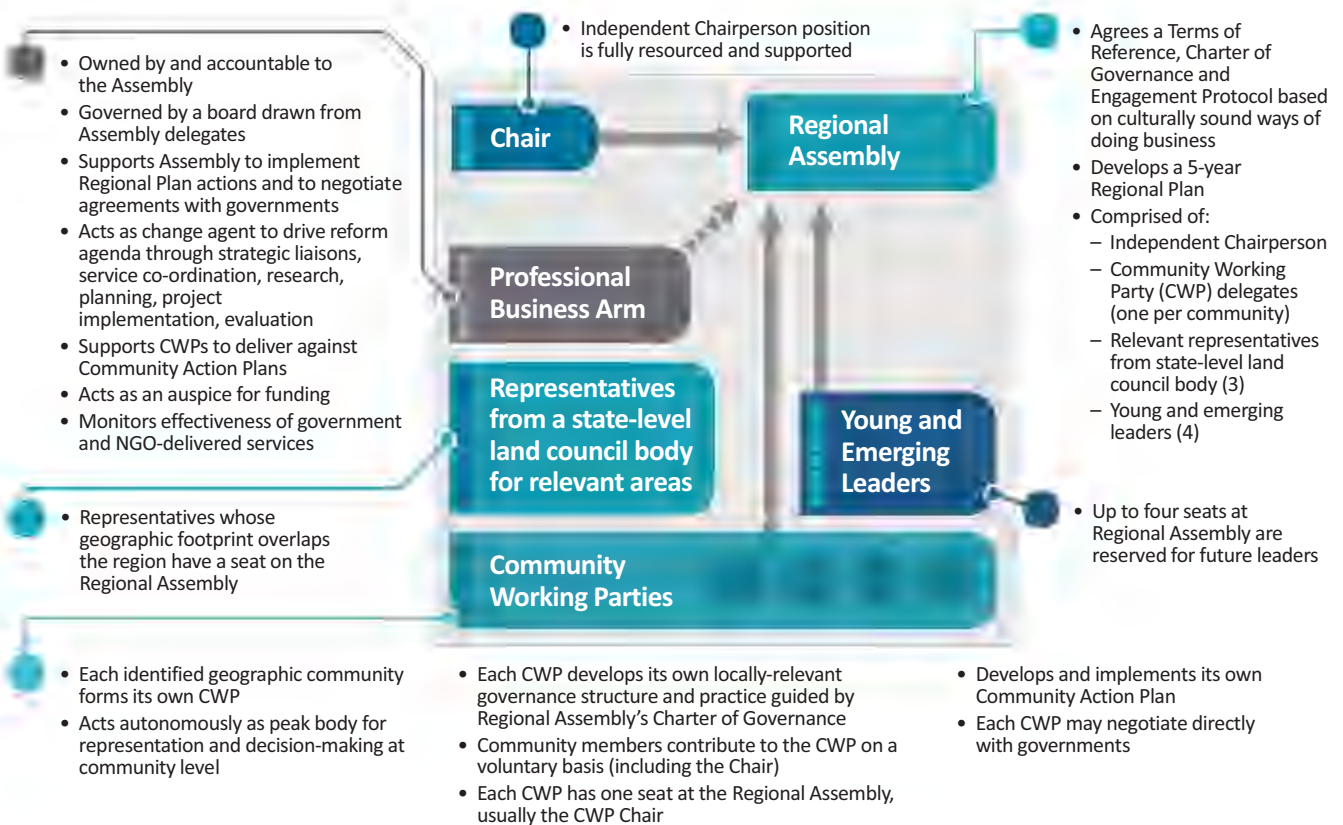 • Independent Chairperson position
is fully resourced and supported
• Owned by and accountable to
the Assembly
• Governed by a board drawn from
Assembly delegates
• Supports Assembly to implement
Regional Plan actions and to negotiate
agreements with governments
• Acts as change agent to drive reform
agenda through strategic liaisons,
service co-ordination, research,
planning, project
implementation, evaluation
• Supports CWPs to deliver against
Community Action Plans
• Acts as an auspice for funding
• Monitors effectiveness of government
and NGO-delivered services
Chair
Regional
Assembly
Professional
Business Arm
Representatives
from a state-level
land council body
for relevant areas
Young and
Emerging
Leaders
Community
Working Parties
• Agrees a Terms of
Reference, Charter of
Governance and
Engagement Protocol based
on culturally sound ways of
doing business
• Develops a 5-year
Regional Plan
• Comprised of:
– Independent Chairperson
– Community Working
Party (CWP) delegates
(one per community)
– Relevant representatives
from state-level land
council body (3)
– Young and emerging
leaders (4)
• Up to four seats at
Regional Assembly are
reserved for future leaders
• Representatives whose
geographic footprint overlaps
the region have a seat on the
Regional Assembly
• Each identified geographic community
forms its own CWP
• Acts autonomously as peak body for
representation and decision-making at
community level
• Each CWP develops its own locally-relevant
governance structure and practice guided by
Regional Assembly's Charter of Governance
• Community members contribute to the CWP on a
voluntary basis (including the Chair)
• Each CWP has one seat at the Regional Assembly,
usually the CWP Chair
• Develops and implements its own
Community Action Plan
• Each CWP may negotiate directly
with governments